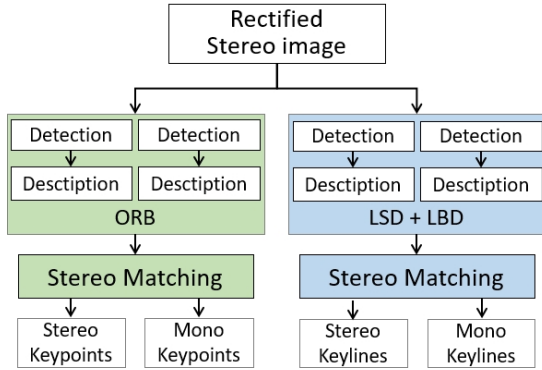 Rectified
Stereo image
Detection
Detection
Desctiption
Desctiption
ORB
Detection
Detection
Desctiption
Desctiption
LSD + LBD
Stereo Matching
Stereo Matching
Stereo
Keypoints
Mono
Keypoints
Stereo
Keylines
Mono
Keylines